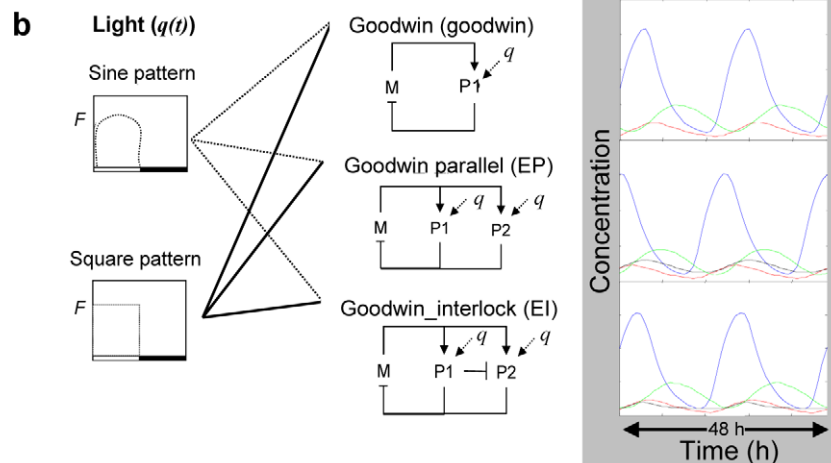 b
Light (q(t))
Sine pattern
F
Square pattern
F
Goodwin (goodwin)
q
M
P1
Goodwin parallel (EP)
q
q
M
P1
P2
Goodwin_interlock (EI)
q
q
M
P1
P2
Concentration
48 h
Time (h)